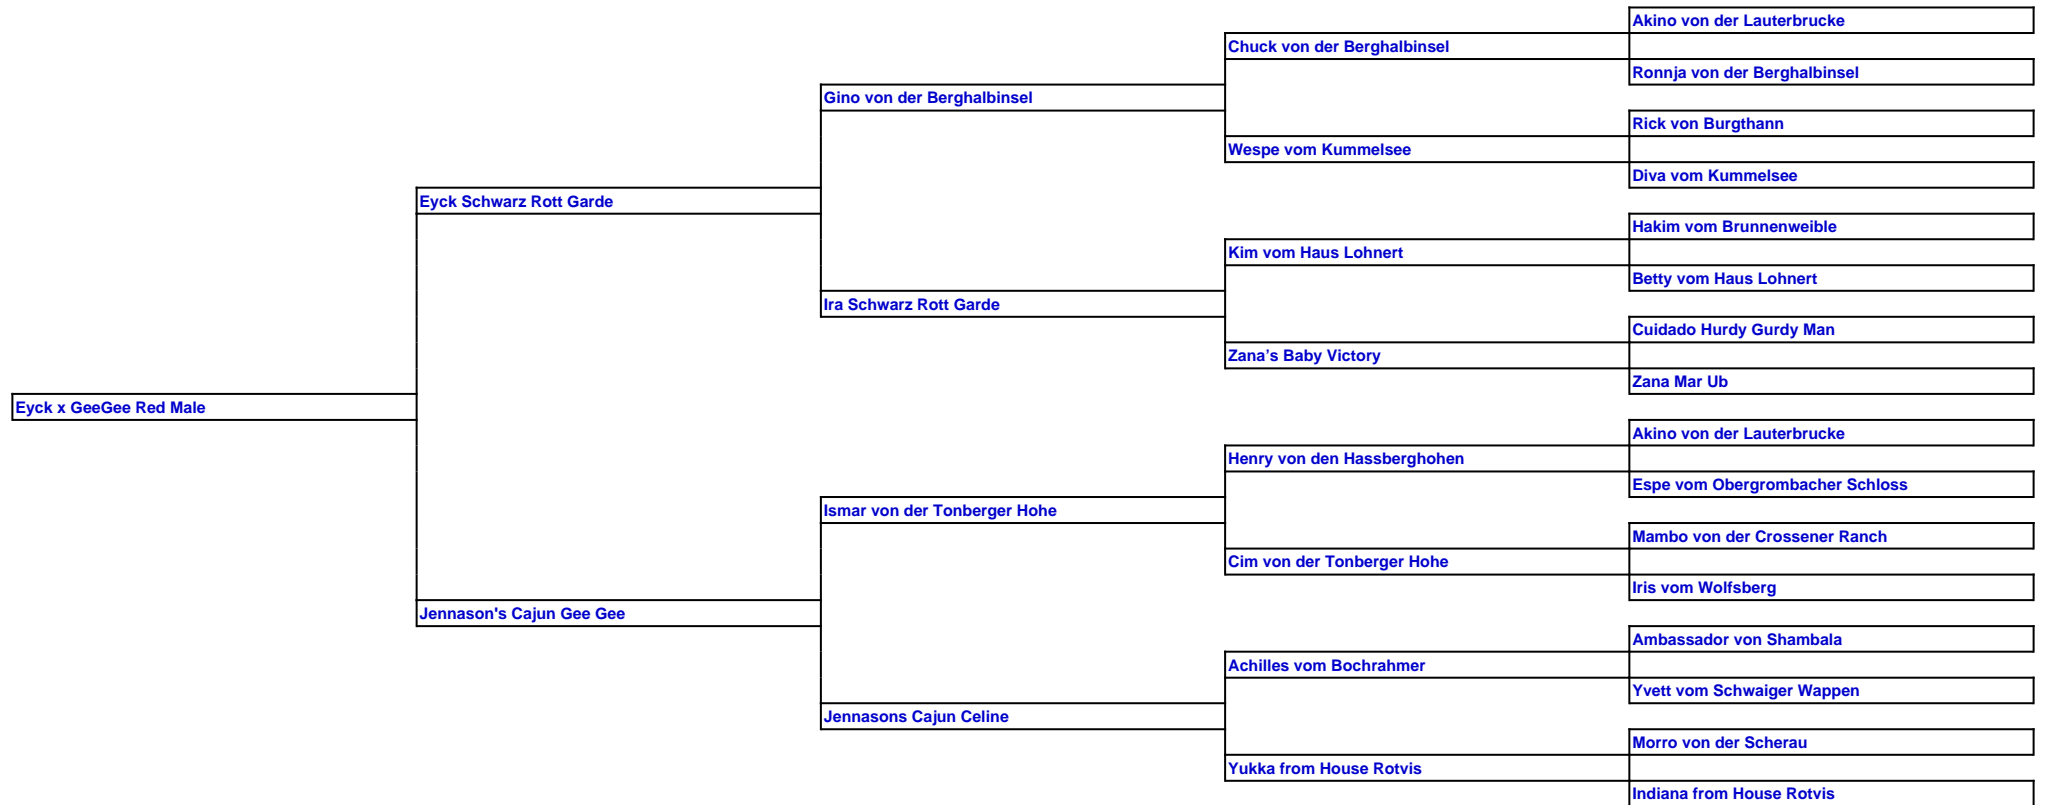 Akino von der Lauterbrucke
Chuck von der Berghalbinsel
Ronnja von der Berghalbinsel
Gino von der Berghalbinsel
Rick von Burgthann
Wespe vom Kummelsee
Diva vom Kummelsee
Eyck Schwarz Rott Garde
Hakim vom Brunnenweible
Kim vom Haus Lohnert
Betty vom Haus Lohnert
Ira Schwarz Rott Garde
Cuidado Hurdy Gurdy Man
Zana’s Baby Victory
Zana Mar Ub
Eyck x GeeGee Red Male
Akino von der Lauterbrucke
Henry von den Hassberghohen
Espe vom Obergrombacher Schloss
Ismar von der Tonberger Hohe
Mambo von der Crossener Ranch
Cim von der Tonberger Hohe
Iris vom Wolfsberg
Jennason's Cajun Gee Gee
Ambassador von Shambala
Achilles vom Bochrahmer
Yvett vom Schwaiger Wappen
Jennasons Cajun Celine
Morro von der Scherau
Yukka from House Rotvis
Indiana from House Rotvis